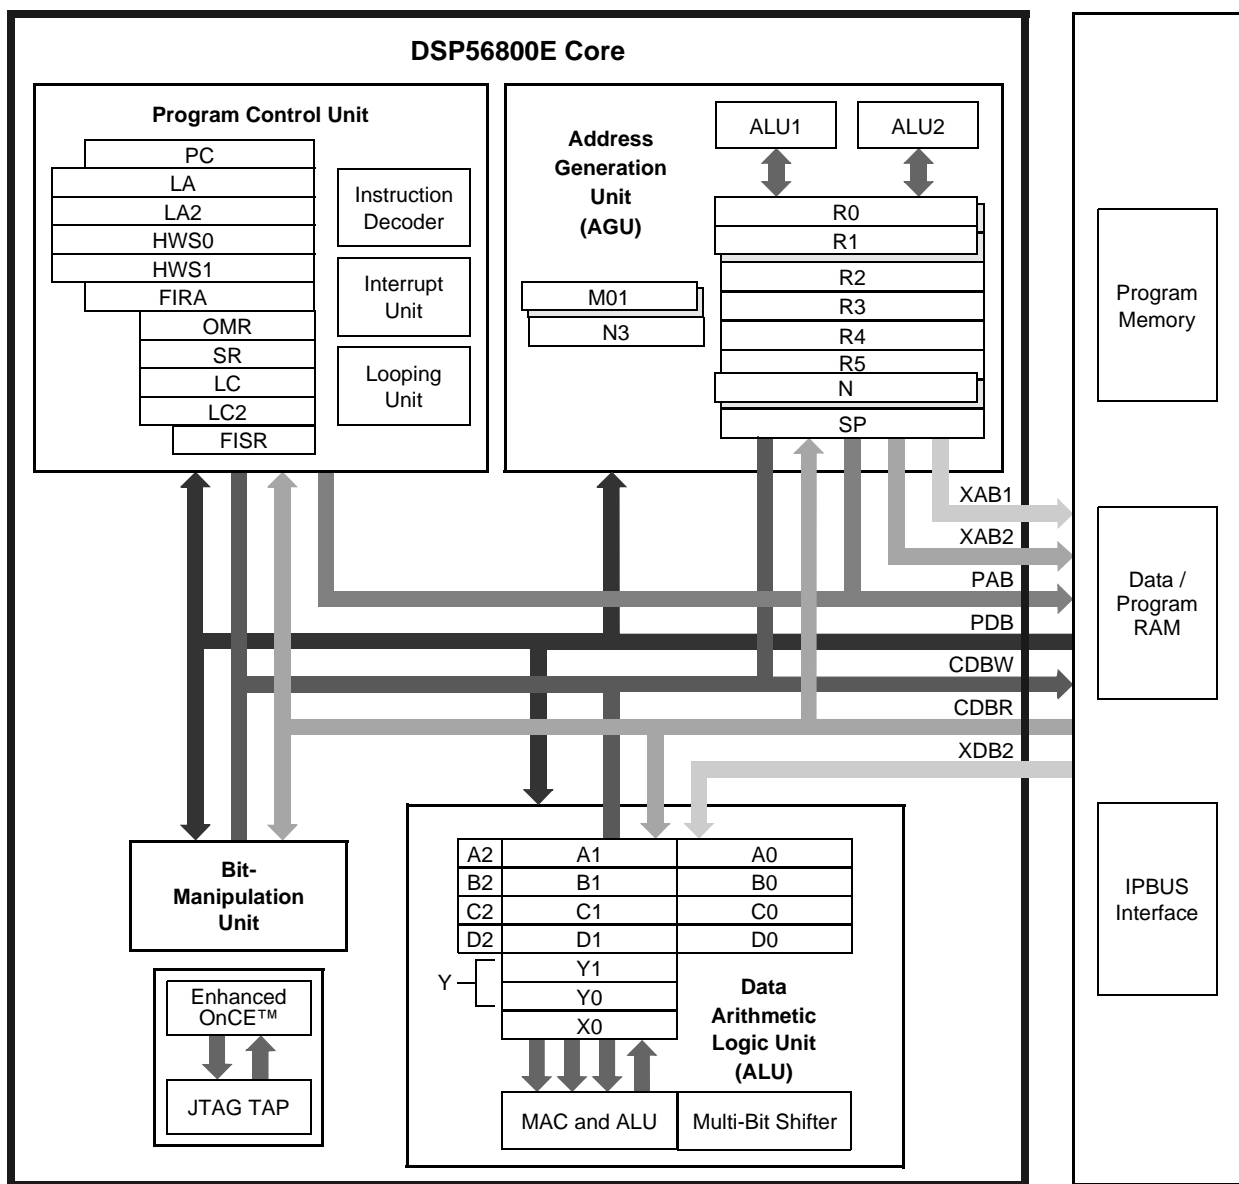 DSP56800E Core
Program Control Unit
PC
LA
LA2
HWS0
HWS1
FIRA
OMR
SR
LC
LC2
FISR
Instruction
Decoder
Interrupt
Unit
Looping
Unit
Address
Generation
Unit
(AGU)
ALU1
ALU2
R0
R1
R2
R3
R4
R5
N
SP
M01
N3
XAB1
XAB2
PAB
PDB
CDBW
CDBR
XDB2
Program
Memory
Data /
Program
RAM
IPBUS
Interface
Bit-
Manipulation
Unit
Enhanced
OnCE™
JTAG TAP
A2 A1 A0
B2 B1 B0
C2 C1 C0
D2 D1 D0
Y
Y1
Y0
X0
Data
Arithmetic
Logic Unit
(ALU)
MAC and ALU
Multi-Bit Shifter